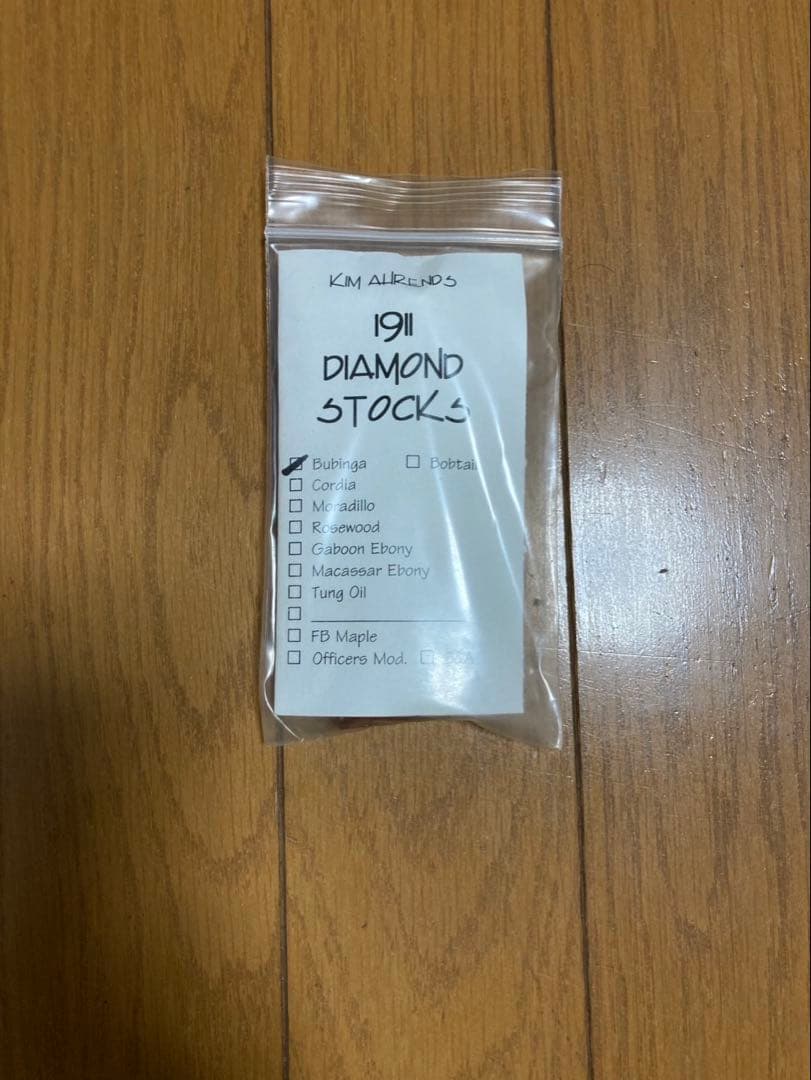 KIM AHRENDS
1911
DIAMOND
STOCKS
Bubinga
Cordia
Moradillo
Rosewood
Gaboon Ebony
Macassar Ebony
Tung Oil
FB Maple
Officers Mod.